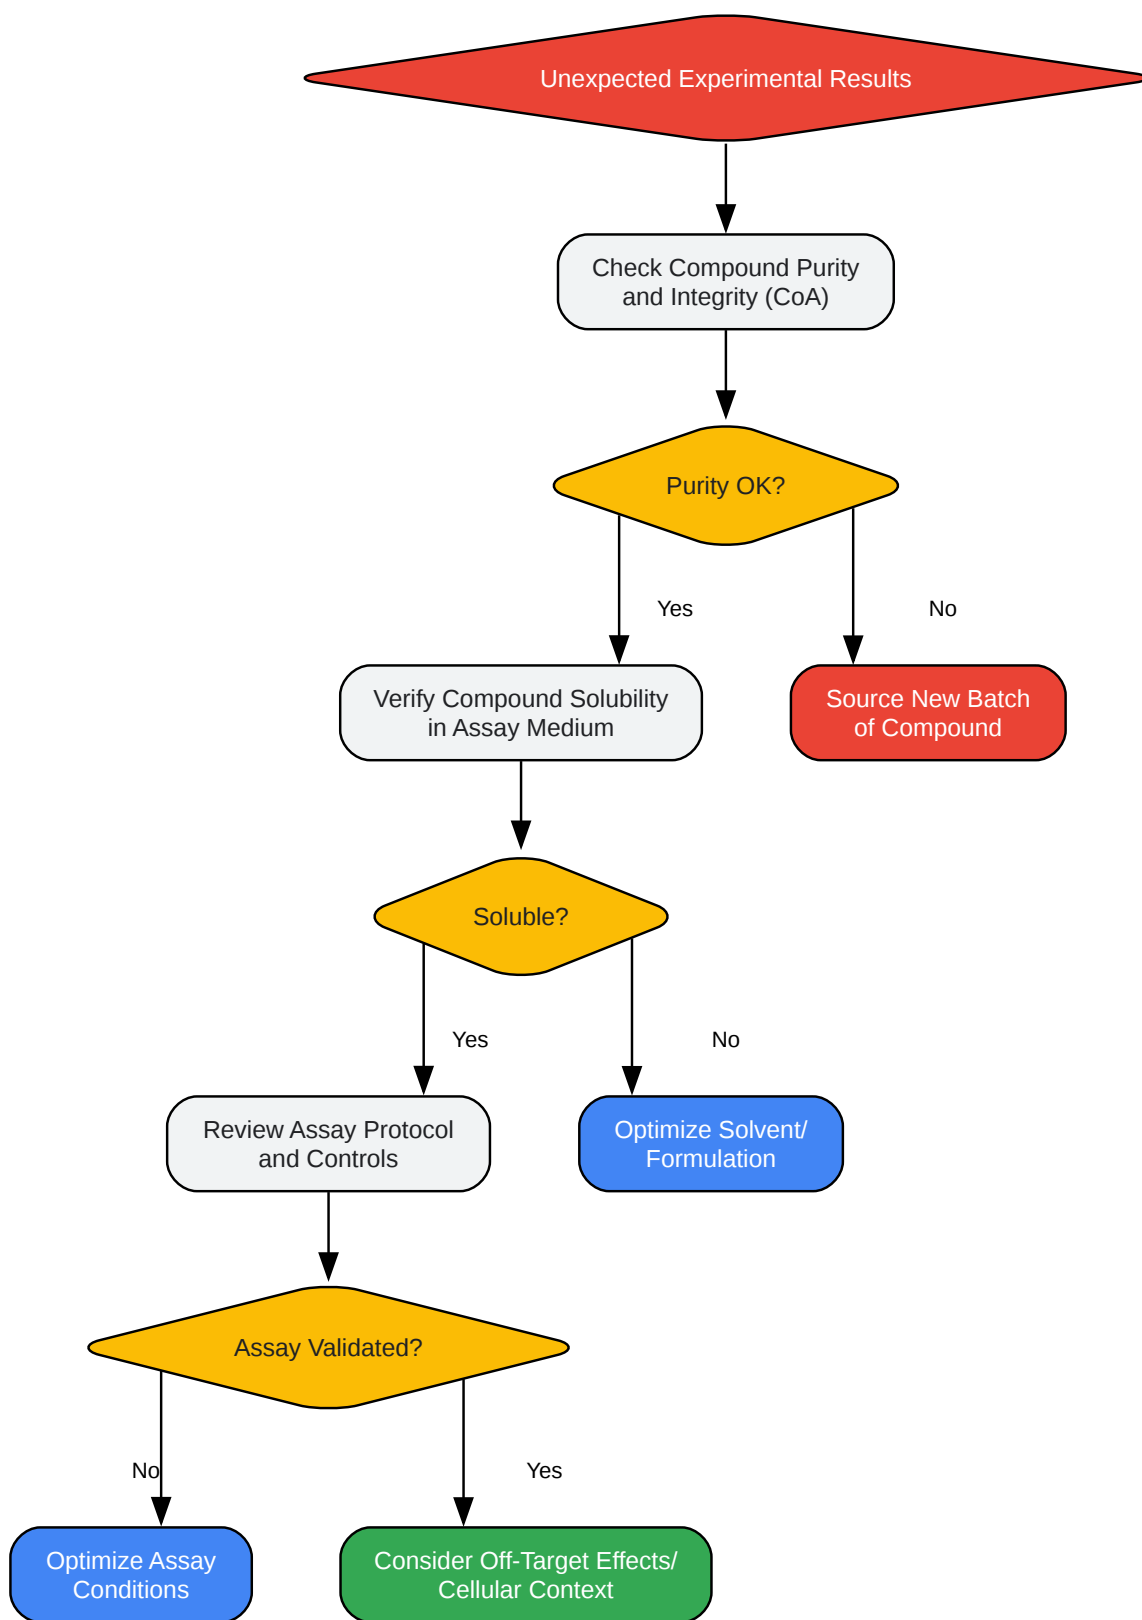 Unexpected Experimental Results
Check Compound Purity
and Integrity (CoA)
Purity OK?
Yes
No
Verify Compound Solubility
in Assay Medium
Source New Batch
of Compound
Soluble?
Yes
No
Review Assay Protocol
and Controls
Optimize Solvent/
Formulation
Assay Validated?
No
Yes
Optimize Assay
Conditions
Consider Off-Target Effects/
Cellular Context